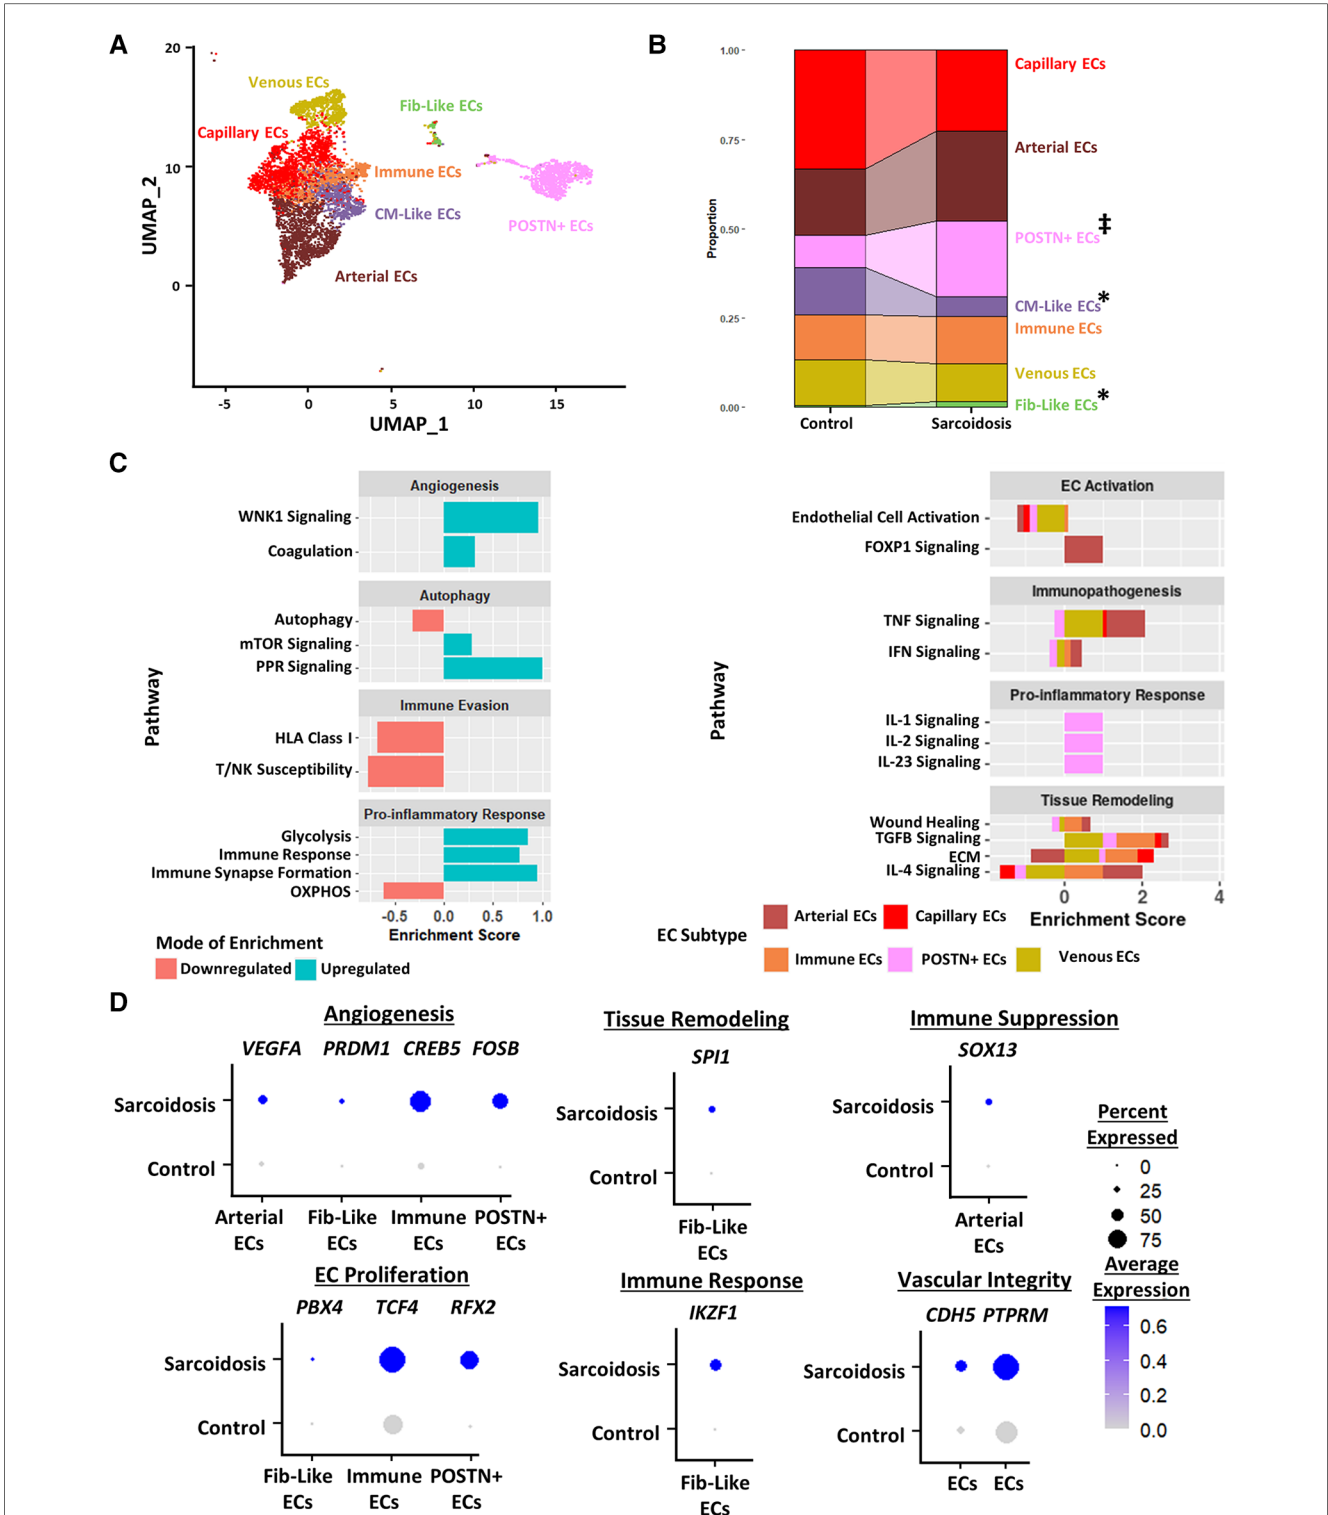 A
20
10
0
UMAP_2
-5
0
5
10
15
UMAP_1
Venous ECs
Capillary ECs
Fib-Like ECs
Immune ECs
CM-Like ECs
POSTN+ ECs
Arterial ECs
B
1.00
0.75
0.50
0.25
0.00
Proportion
Control
Sarcoidosis
Capillary ECs
Arterial ECs
POSTN+ ECs‡
CM-Like ECs*
Immune ECs
Venous ECs
Fib-Like ECs*
C
Pathway
Angiogenesis
WNK1 Signaling
Coagulation
Autophagy
Autophagy
mTOR Signaling
PPR Signaling
Immune Evasion
HLA Class I
T/NK Susceptibility
Pro-inflammatory Response
Glycolysis
Immune Response
Immune Synapse Formation
OXPHOS
-0.5
0.0
0.5
1.0
Enrichment Score
Mode of Enrichment
Downregulated
Upregulated
Pathway
EC Activation
Endothelial Cell Activation
FOXP1 Signaling
Immunopathogenesis
TNF Signaling
IFN Signaling
Pro-inflammatory Response
IL-1 Signaling
IL-2 Signaling
IL-23 Signaling
Tissue Remodeling
Wound Healing
TGFB Signaling
ECM
IL-4 Signaling
0
2
4
Enrichment Score
EC Subtype
Arterial ECs
Capillary ECs
Immune ECs
POSTN+ ECs
Venous ECs
D
Angiogenesis
VEGFA PRDM1 CREB5 FOSB
Sarcoidosis
Control
Arterial ECs
Fib-Like ECs
Immune ECs
POSTN+ ECs
Tissue Remodeling
SPI1
Sarcoidosis
Control
Fib-Like
ECs
Immune Suppression
SOX13
Sarcoidosis
Control
Arterial
ECs
Percent
Expressed
0
25
50
75
Average
Expression
0.6
0.4
0.2
0.0
EC Proliferation
PBX4 TCF4 RFX2
Sarcoidosis
Control
Fib-Like ECs
Immune ECs
POSTN+ ECs
Immune Response
IKZF1
Sarcoidosis
Control
Fib-Like
ECs
Vascular Integrity
CDH5 PTPRM
Sarcoidosis
Control
ECs ECs